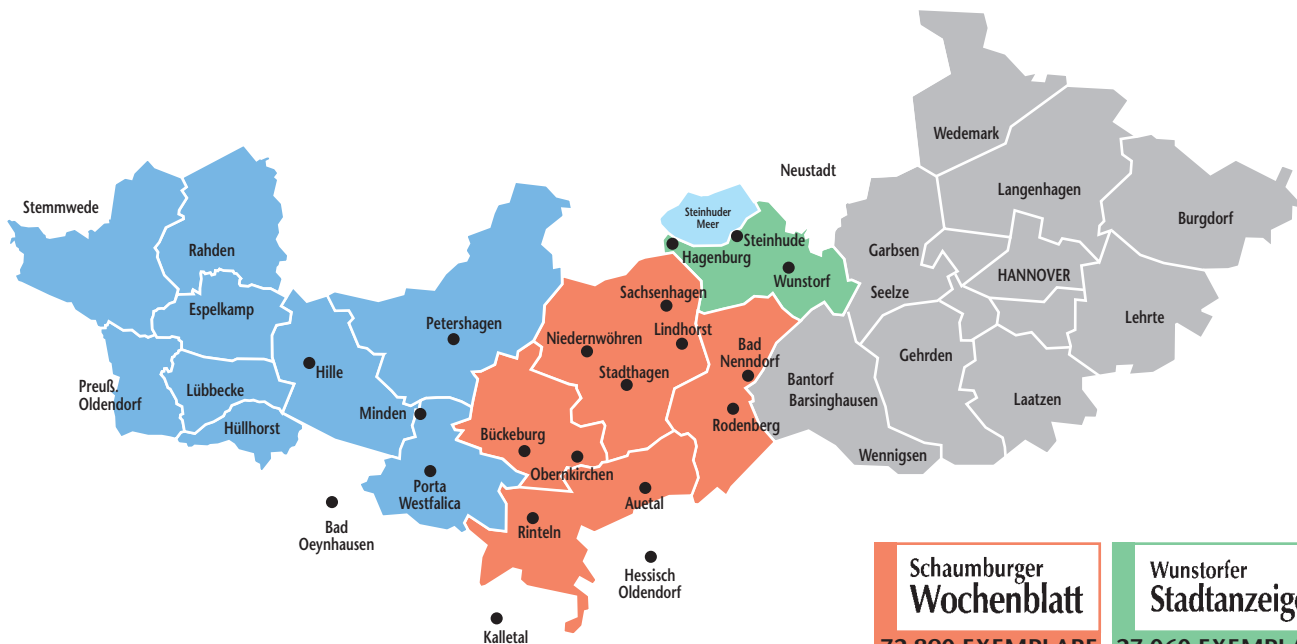 Wedemark
Neustadt
Langenhagen
Stemmwede
Steinhuder
Meer
Burgdorf
Rahden
Steinhude
Garbsen
Hagenburg
HANNOVER
Wunstorf
Sachsenhagen
Seelze
Espelkamp
Lehrte
Petershagen
Lindhorst
Niedernwöhren
Bad
Nenndorf
Gehrden
Hille
Stadthagen
Bantorf
Barsinghausen
Preuß.
Oldendorf
Lübbecke
Laatzen
Minden
Rodenberg
Hüllhorst
Bückeburg
Wennigsen
Obernkirchen
Porta
Westfalica
Auetal
Bad
Oeynhausen
Rinteln
Hessisch
Oldendorf
Kalletal
Schaumburger
Wochenblatt
Wunstorfer